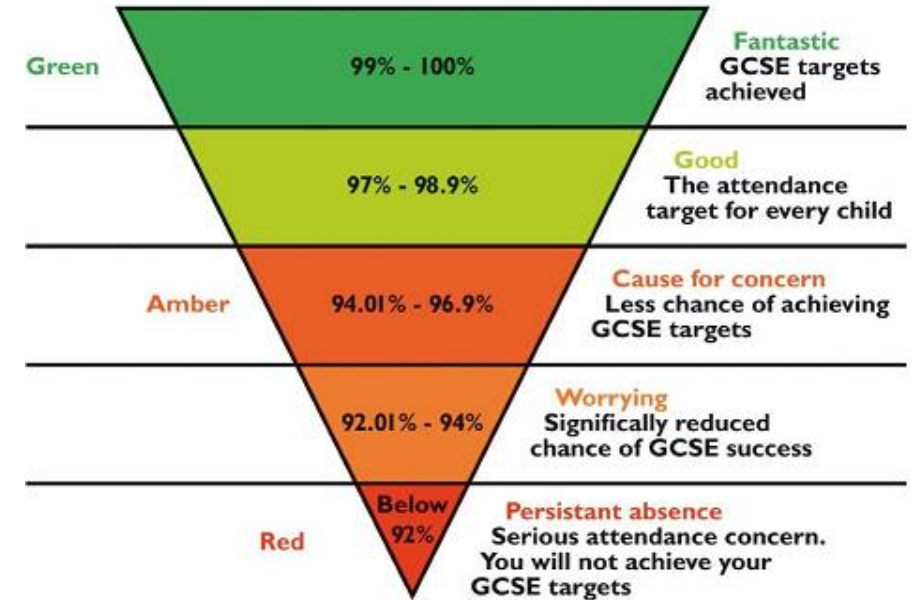 Green
99% - 100%
Fantastic
GCSE targets
achieved
97% - 98.9%
Good
The attendance
target for every child
Amber
94.01% - 96.9%
Cause for concern
Less chance of achieving
GCSE targets
92.01% - 94%
Worrying
Significally reduced
chance of GCSE success
Red
Below
92%
Persistant absence
Serious attendance concern.
You will not achieve your
GCSE targets